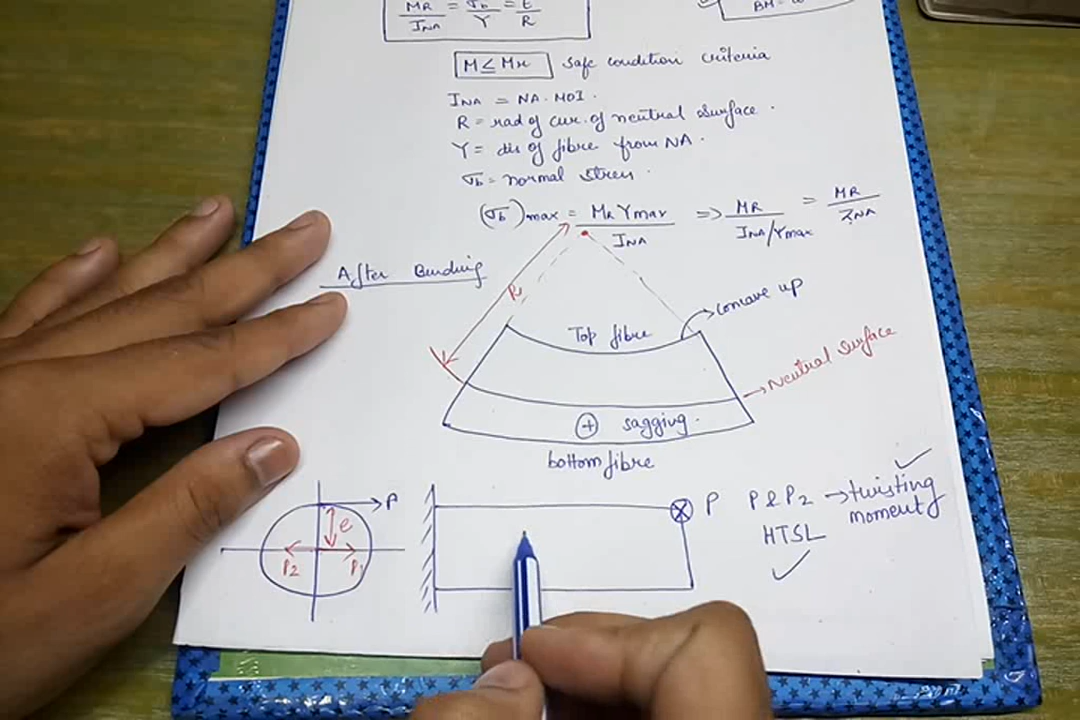 MR/INA = σb/Y = E/R
BM =
M ≤ MR safe condition criteria
INA = NA. MOI.
R = rad of cur. of neutral surface.
Y = dis of fibre from NA.
σb = normal stress.
(σb)max = MR Ymax/INA => MR/INA/Ymax = MR/ZNA
After Bending
R
Top fibre
concave up
Neutral surface
+ sagging.
bottom fibre
P
e
P2 P1
P
P & P2 → twisting moment
HTSL